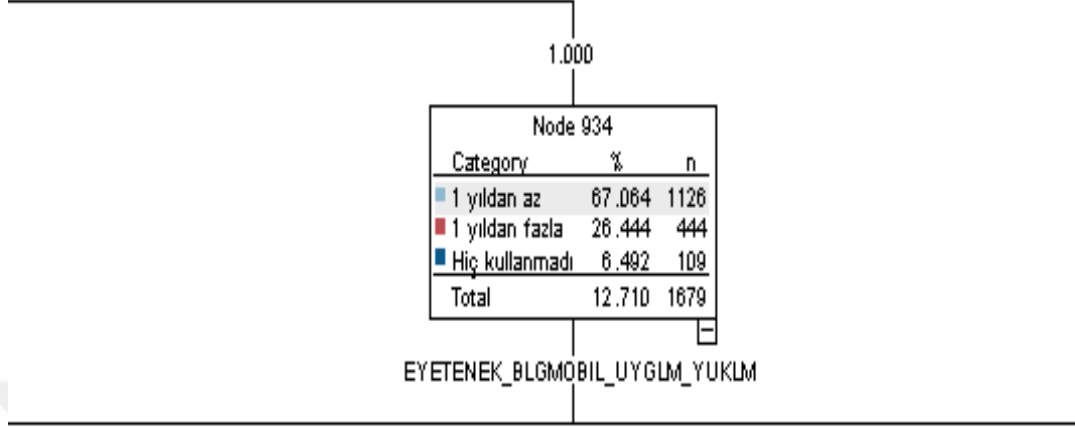 1.000
Node 934
Category % n
1 yıldan az 67.064 1126
1 yıldan fazla 26.444 444
Hiç kullanmadı 6.492 109
Total 12.710 1679
EYETENEK_BLGMOBIL_UYGLM_YUKLM